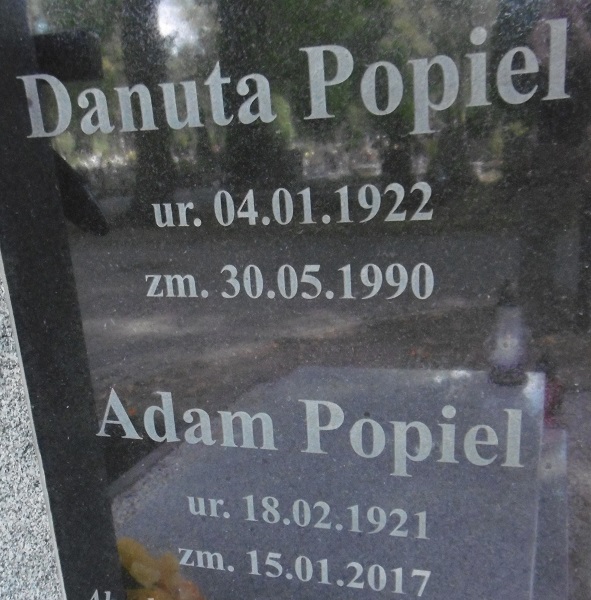 Danuta Popiel
ur. 04.01.1922
zm. 30.05.1990
Adam Popiel
ur. 18.02.1921
zm. 15.01.2017